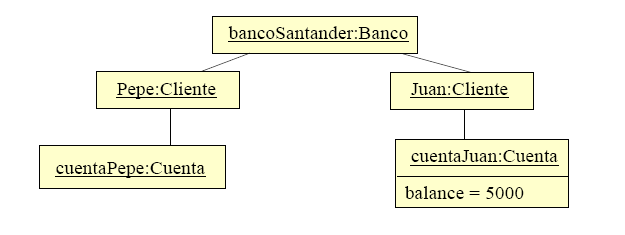 bancoSantander:Banco
Pepe:Cliente
Juan:Cliente
cuentaPepe:Cuenta
cuentaJuan:Cuenta
balance = 5000